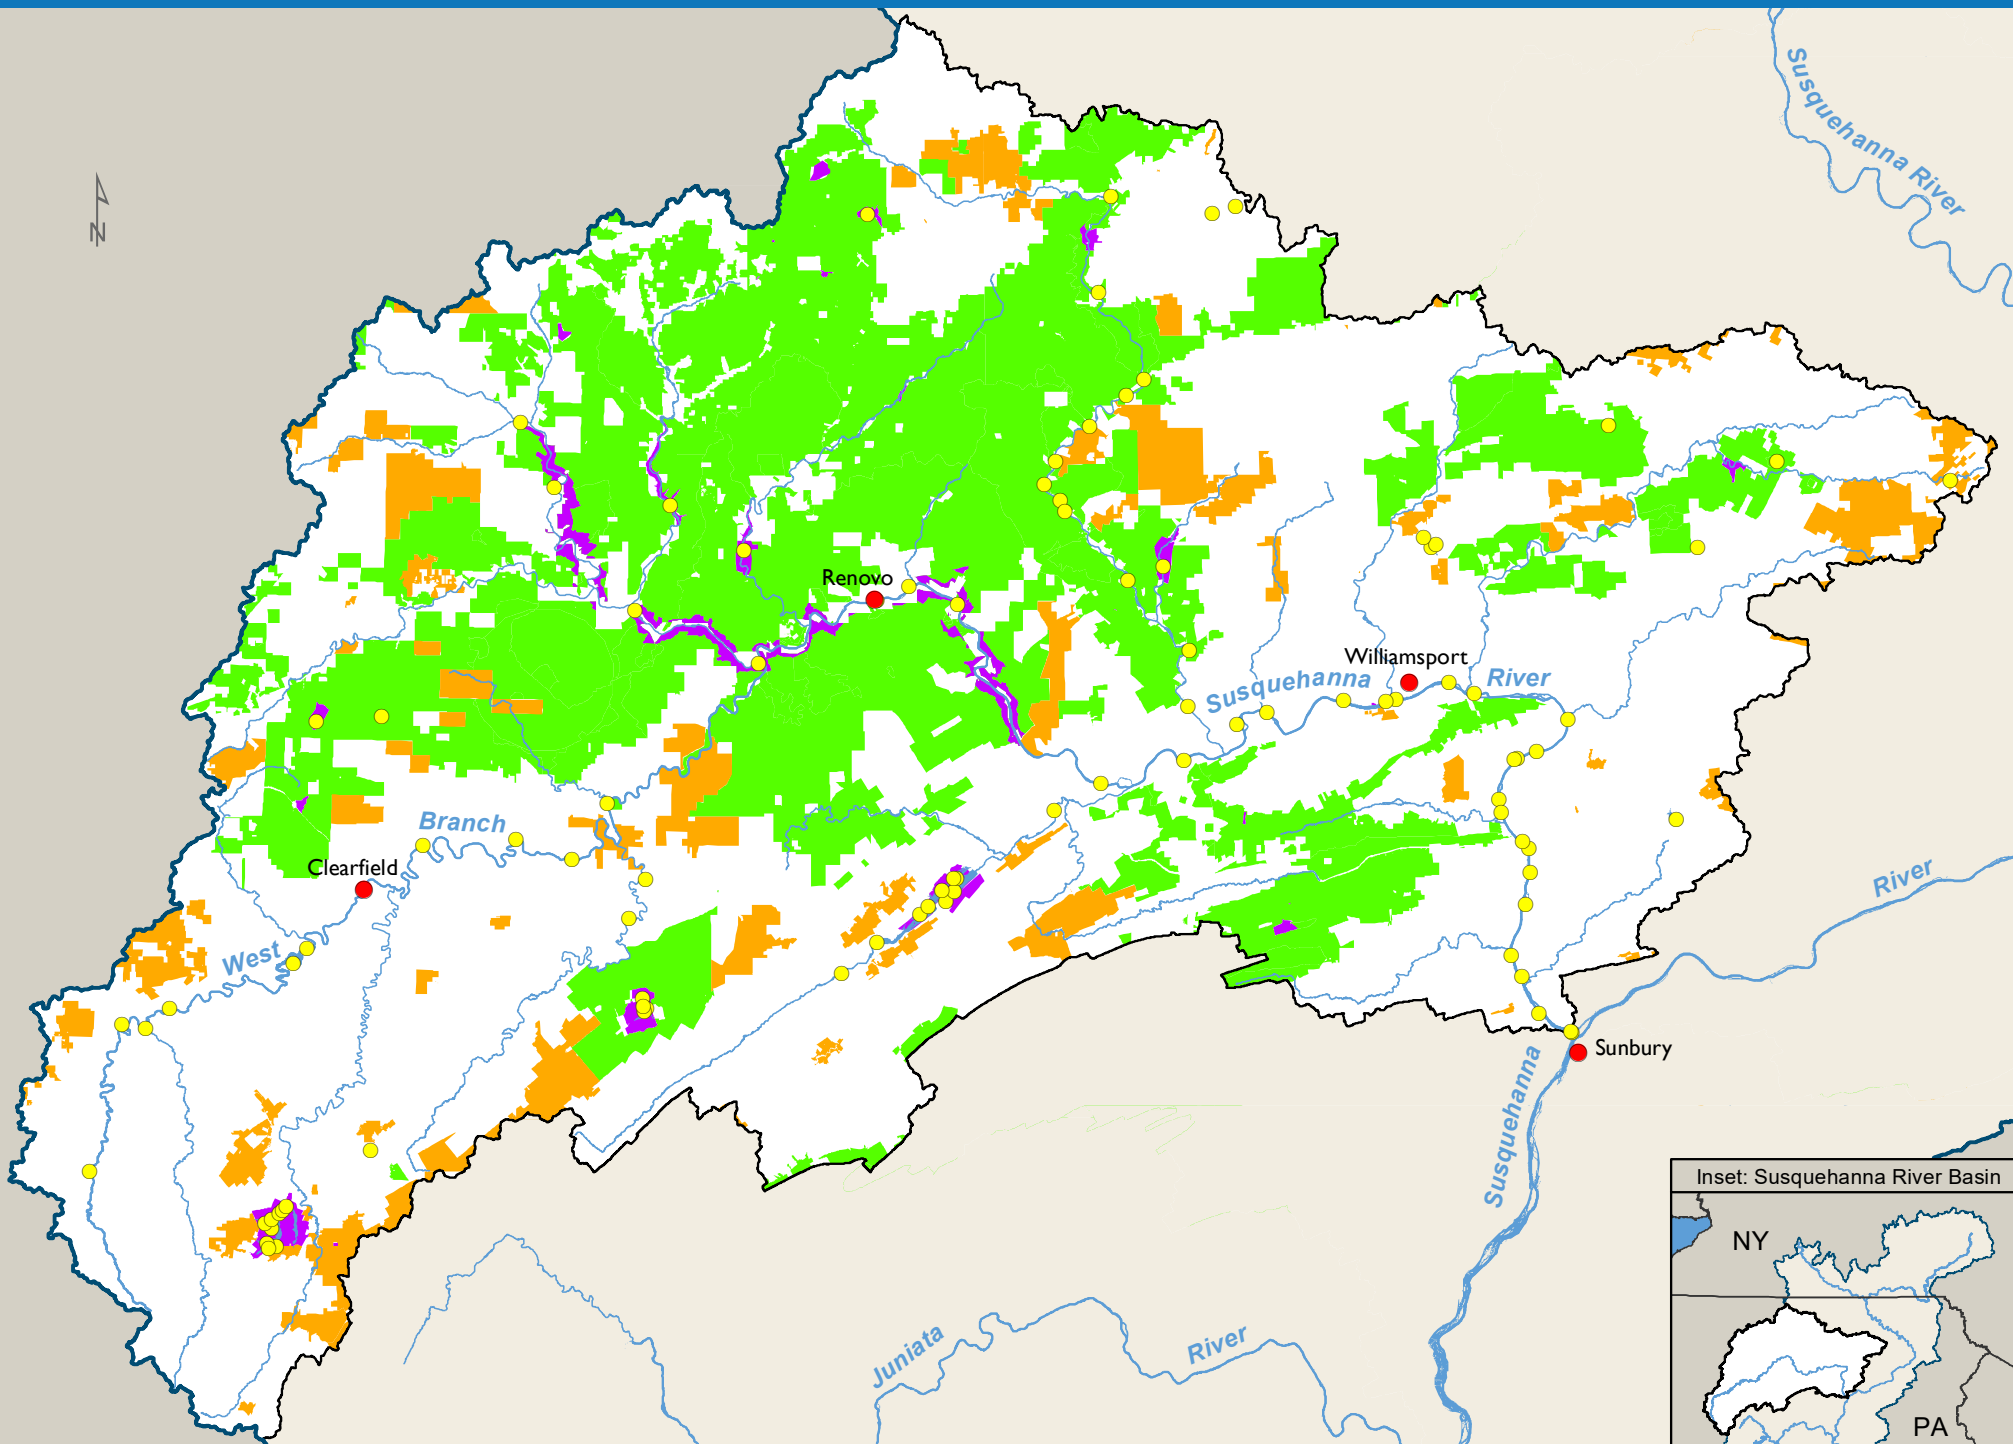 Susquehanna River
N
Renovo
Williamsport
Susquehanna
River
Branch
Clearfield
West
River
Sunbury
Susquehanna
Inset: Susquehanna River Basin
NY
Juniata
River
PA